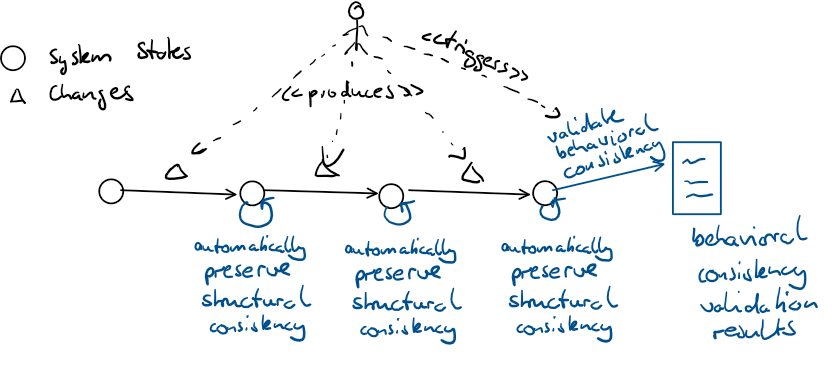 System States
Changes
<<triggers>>
<<produces>>
validate
behavioral
consistency
automatically
preserve
structural
consistency
automatically
preserve
structural
consistency
automatically
preserve
structural
consistency
behavioral
consistency
validation
results